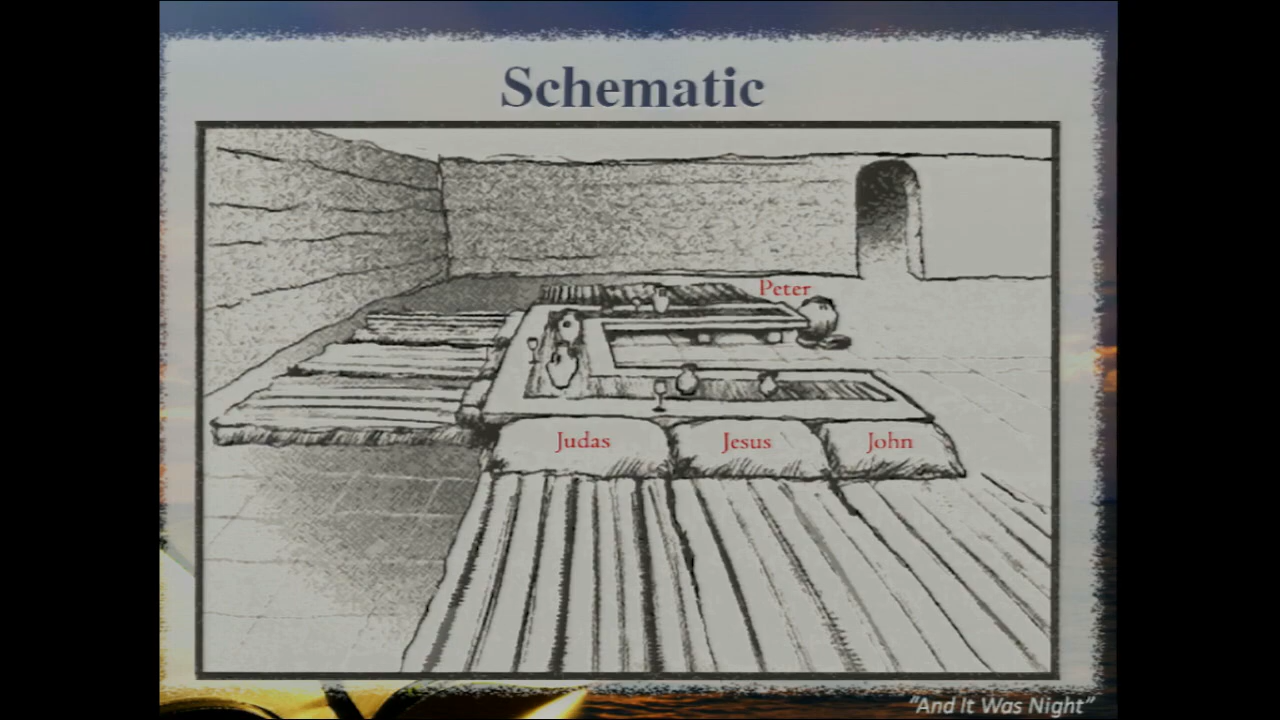 Schematic
Peter
Judas
Jesus
John
"And It Was Night"